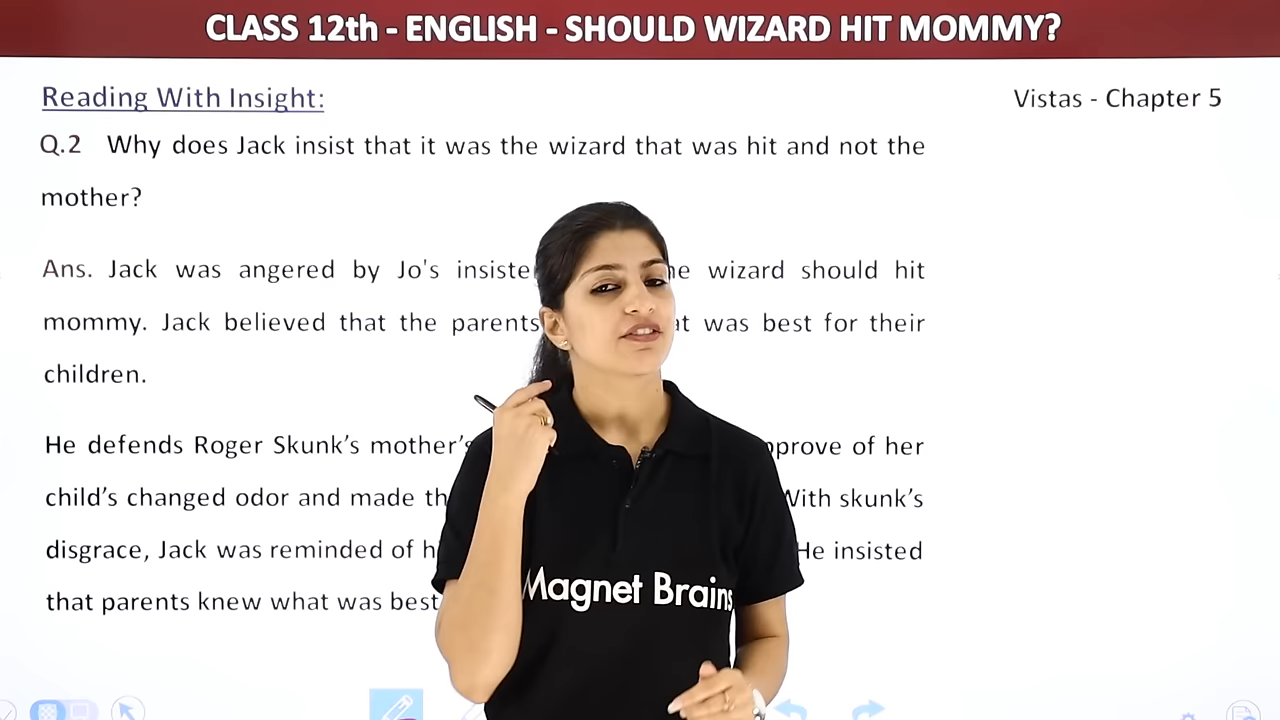 CLASS 12th - ENGLISH - SHOULD WIZARD HIT MOMMY?
Reading With Insight:
Vistas - Chapter 5
Q.2 Why does Jack insist that it was the wizard that was hit and not the
mother?
Ans. Jack was angered by Jo's wizard should hit
mommy. Jack believed that the parents was best for their
children.
He defends Roger Skunk's mother's of her
child's changed odor and made With skunk's
disgrace, Jack was reminded of He insisted
that parents knew what was best
Magnet Brains